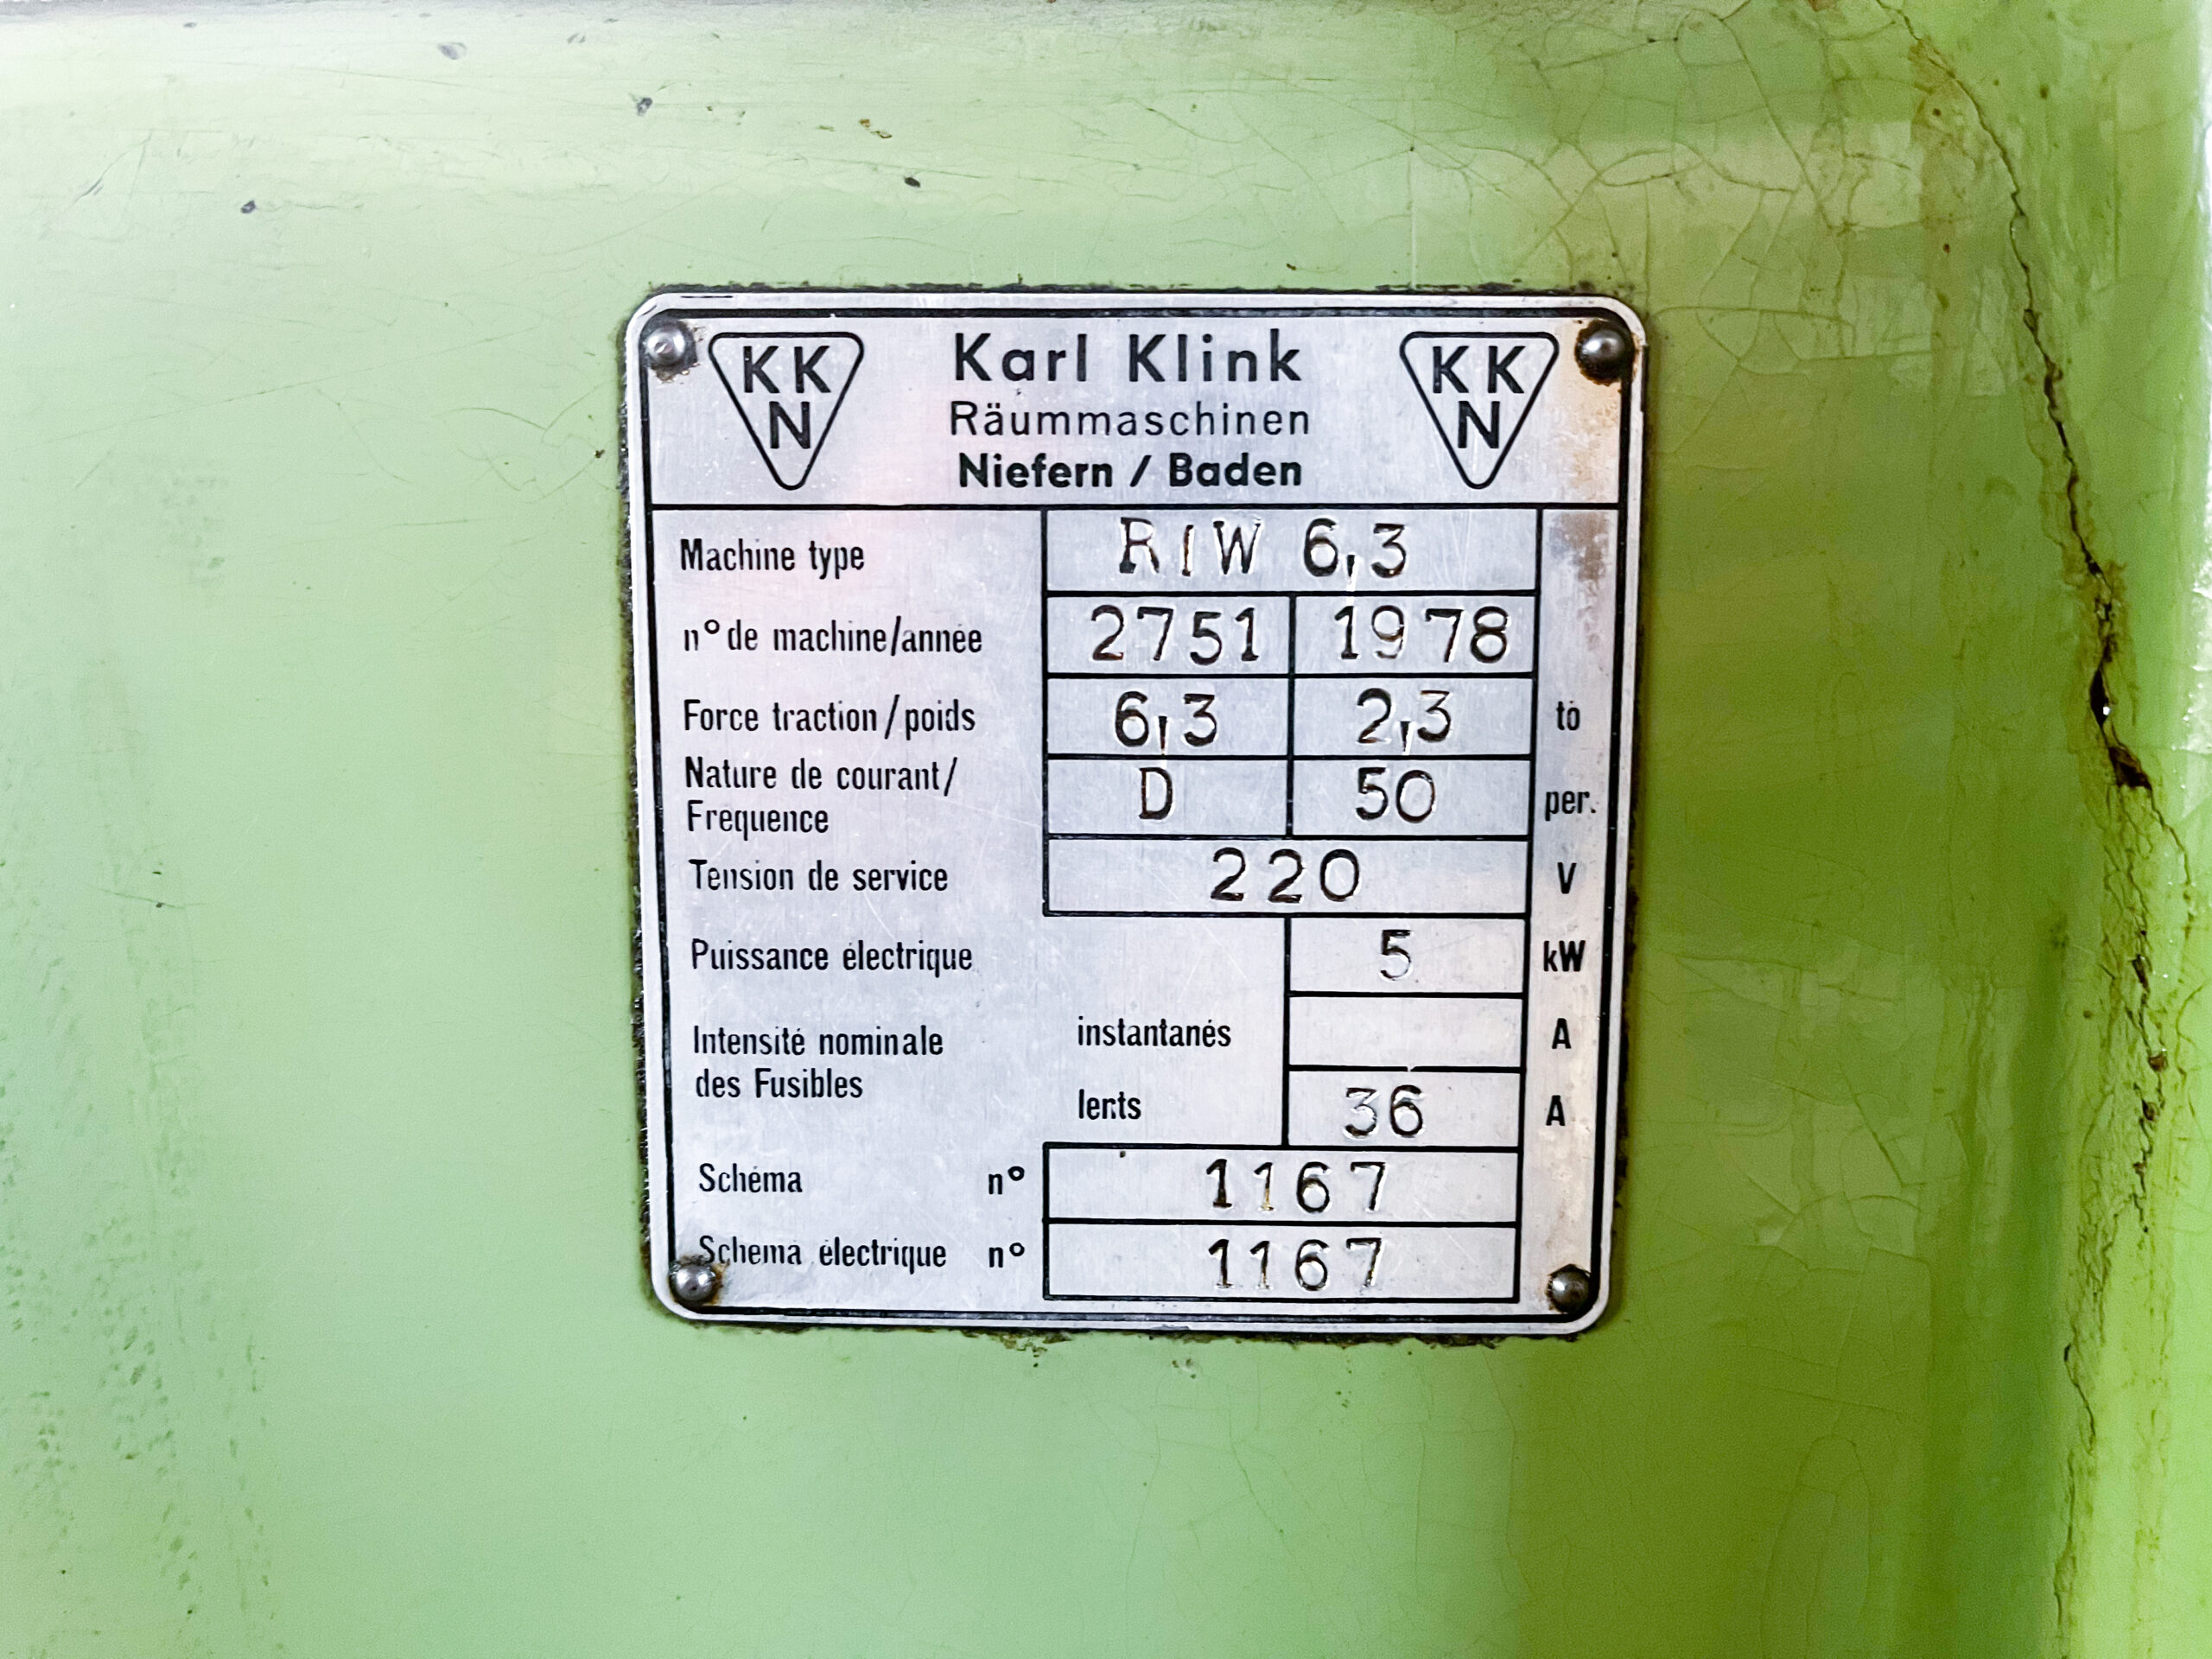 KK
N
Karl Klink
Räummaschinen
Niefern / Baden
KK
N
Machine type RIW 6,3
n° de machine/année 2751 1978
Force traction/poids 6,3 2,3 to
Nature de courant/
Frequence D 50 per.
Tension de service 220 V
Puissance électrique 5 kW
Intensité nominale
des Fusibles
instantanés A
lents 36 A
Schéma n° 1167
Schema électrique n° 1167